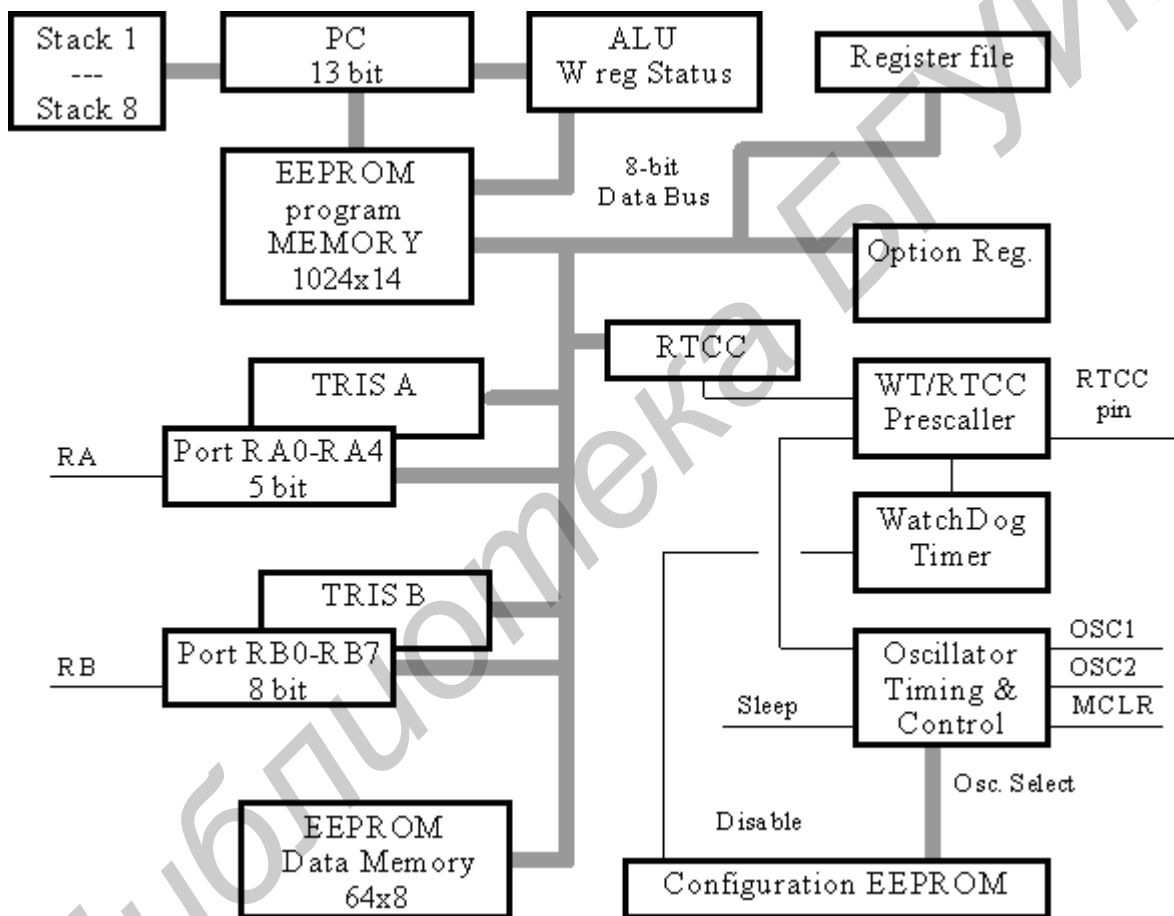 Stack 1
---
Stack 8
PC
13 bit
ALU
W reg Status
Register file
EEPROM
program
MEMORY
1024x14
8-bit
Data Bus
Option Reg.
RTCC
TRIS A
Port RA0-RA4
5 bit
RA
WT/RTCC
Prescaller
RTCC
pin
WatchDog
Timer
TRIS B
Port RB0-RB7
8 bit
RB
Oscillator
Timing &
Control
OSC1
OSC2
MCLR
Sleep
Osc. Select
Disable
EEPROM
Data Memory
64x8
Configuration EEPROM
Библиотека БГУИ